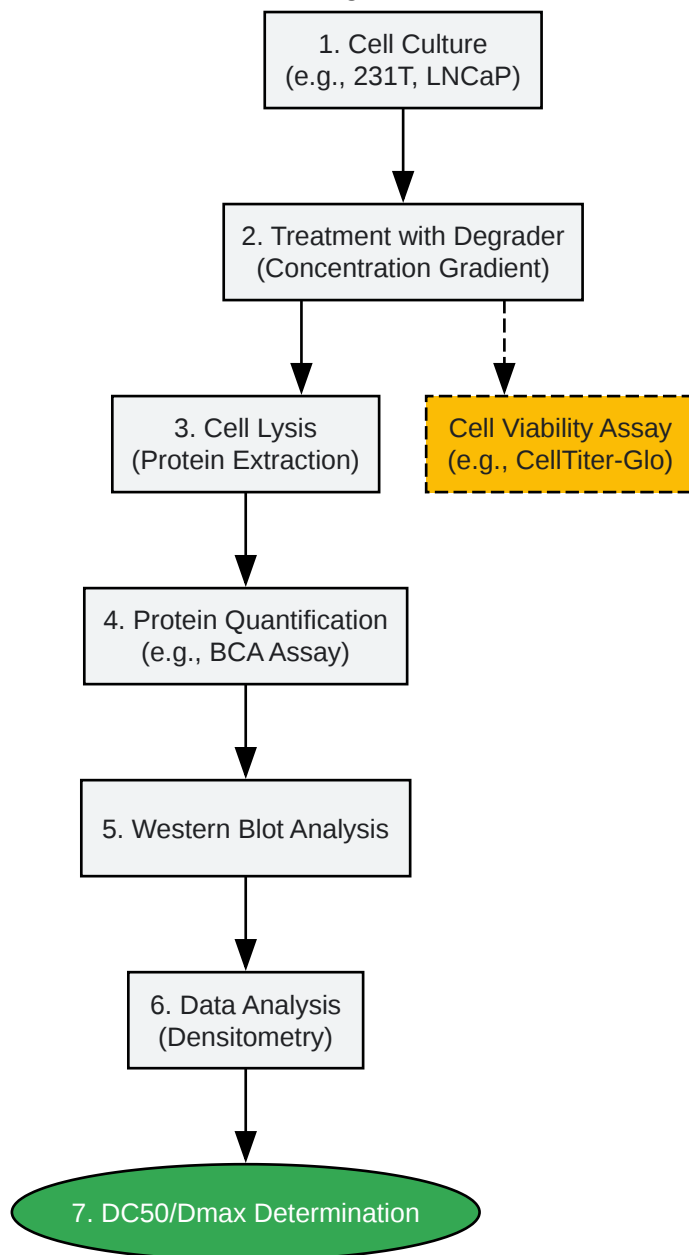 1. Cell Culture
(e.g., 231T, LNCaP)
2. Treatment with Degrader
(Concentration Gradient)
3. Cell Lysis
(Protein Extraction)
Cell Viability Assay
(e.g., CellTiter-Glo)
4. Protein Quantification
(e.g., BCA Assay)
5. Western Blot Analysis
6. Data Analysis
(Densitometry)
7. DC50/Dmax Determination